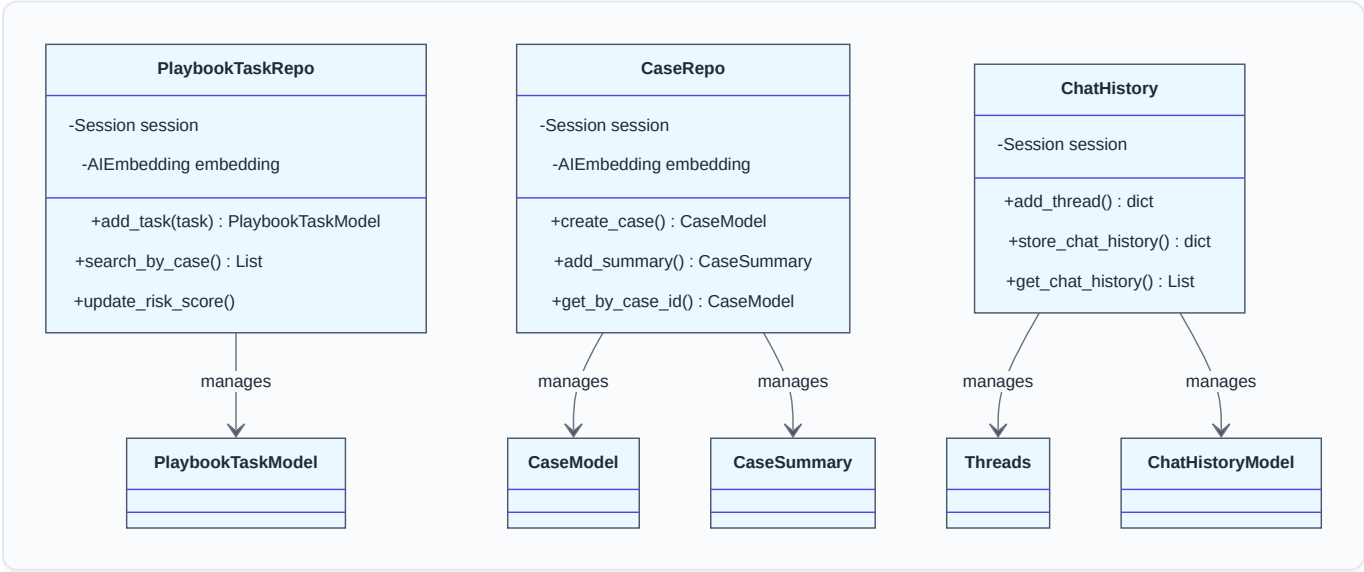 PlaybookTaskRepo
-Session session
-AIEmbedding embedding
+add_task(task) : PlaybookTaskModel
+search_by_case() : List
+update_risk_score()
CaseRepo
-Session session
-AIEmbedding embedding
+create_case() : CaseModel
+add_summary() : CaseSummary
+get_by_case_id() : CaseModel
ChatHistory
-Session session
+add_thread() : dict
+store_chat_history() : dict
+get_chat_history() : List
manages
manages
manages
manages
manages
PlaybookTaskModel
CaseModel
CaseSummary
Threads
ChatHistoryModel